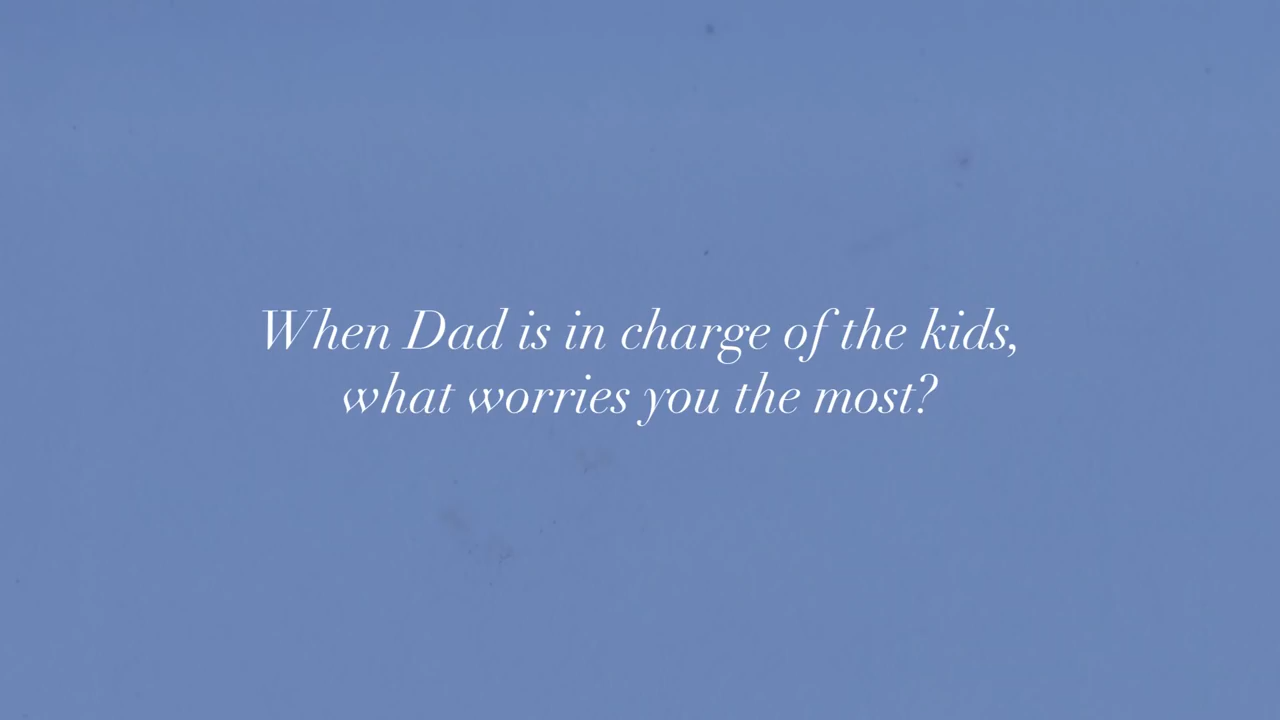 When Dad is in charge of the kids,
what worries you the most?